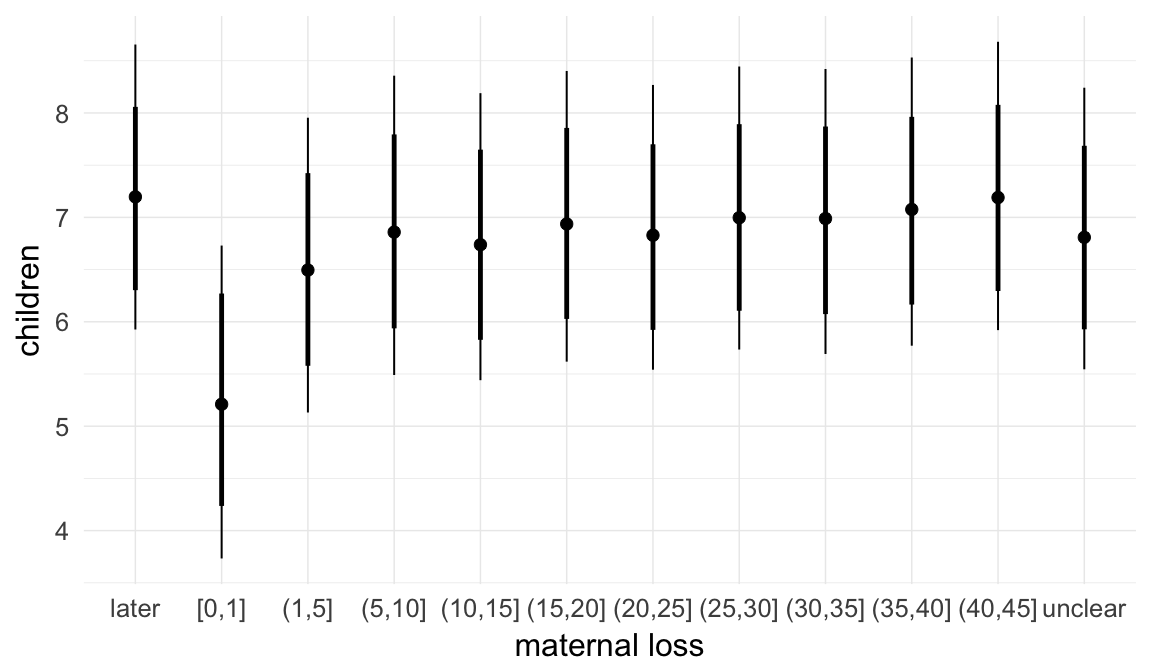 children
8
7
6
5
4
later [0,1] (1,5] (5,10] (10,15] (15,20] (20,25] (25,30] (30,35] (35,40] (40,45] unclear
maternal loss